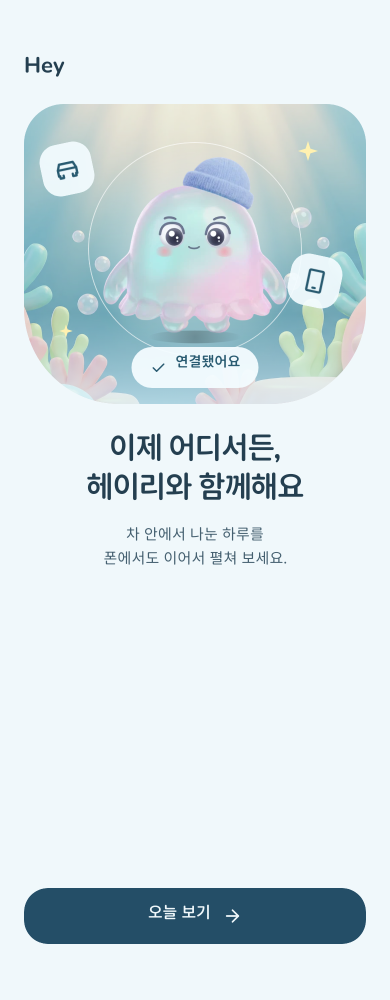 Hey
연결됐어요
이제 어디서든,
헤이리와 함께해요
차 안에서 나눈 하루를
폰에서도 이어서 펼쳐 보세요.
오늘 보기